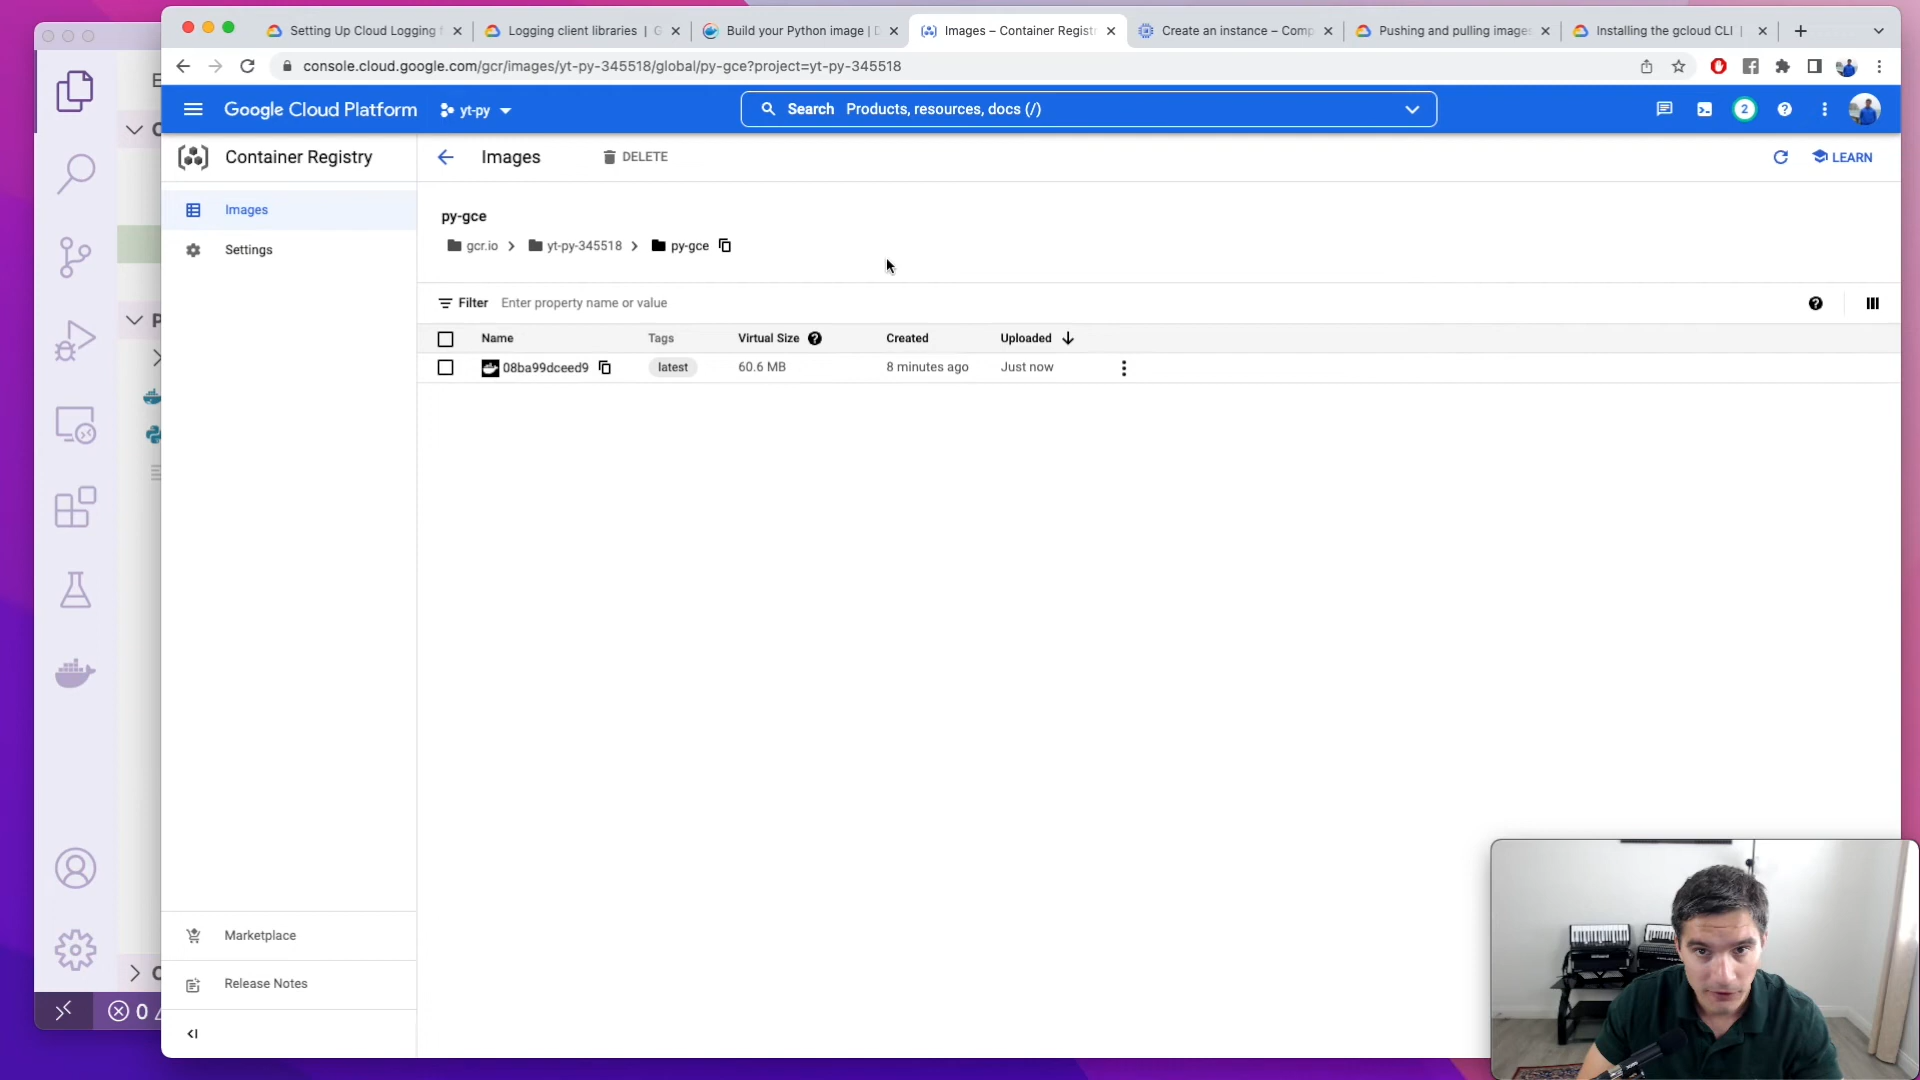 Setting Up Cloud Logging
Logging client libraries | G
Build your Python image | D
Images – Container Registr
Create an instance – Comp
Pushing and pulling images
Installing the gcloud CLI |
console.cloud.google.com/gcr/images/yt-py-345518/global/py-gce?project=yt-py-345518
Google Cloud Platform
yt-py
Search Products, resources, docs (/)
2
Container Registry
Images
DELETE
LEARN
Images
Settings
py-gce
gcr.io
yt-py-345518
py-gce
Filter Enter property name or value
Name Tags Virtual Size Created Uploaded
08ba99dceed9 latest 60.6 MB 8 minutes ago Just now
Marketplace
Release Notes
0